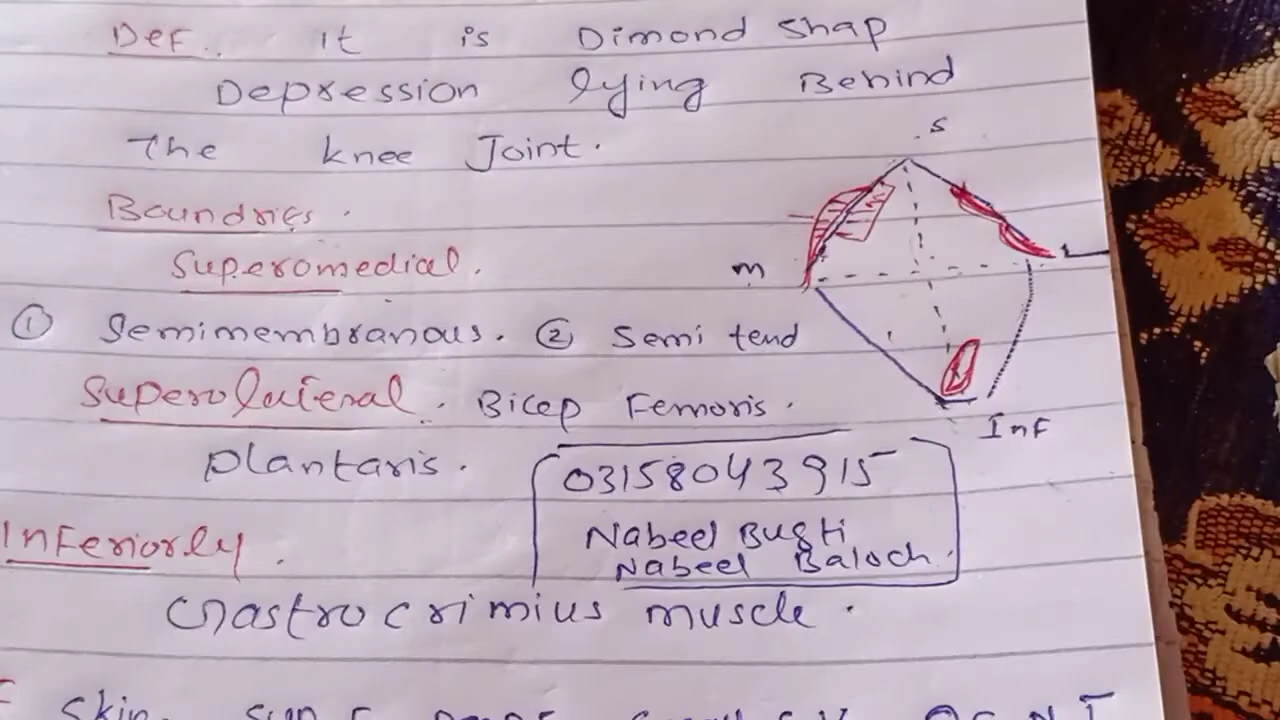 DeF.. it is Dimond shap
Depression lying Behind
The knee Joint.
.s
Boundries.
Superomedial.
m
L
① Semimembranous. ② Semi tend
Superolateral. Bicep Femoris.
InF
Plantaris.
03158043915
Nabeel Bugti
Nabeel Baloch.
InFeriorly.
Gastrocrimius muscle.
Skin.